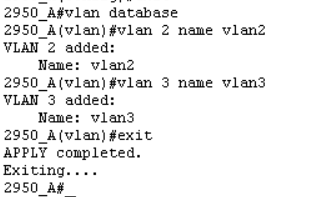 2950_A#vlan database
2950_A(vlan)#vlan 2 name vlan2
VLAN 2 added:
    Name: vlan2
2950_A(vlan)#vlan 3 name vlan3
VLAN 3 added:
    Name: vlan3
2950_A(vlan)#exit
APPLY completed.
Exiting....
2950_A#_